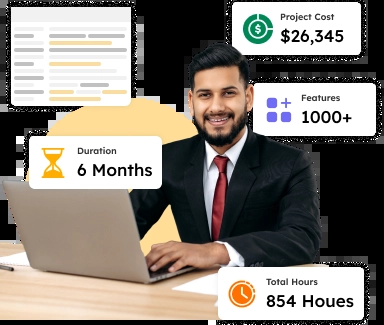 Project Cost
$26,345
Features
1000+
Duration
6 Months
Total Hours
854 Houes